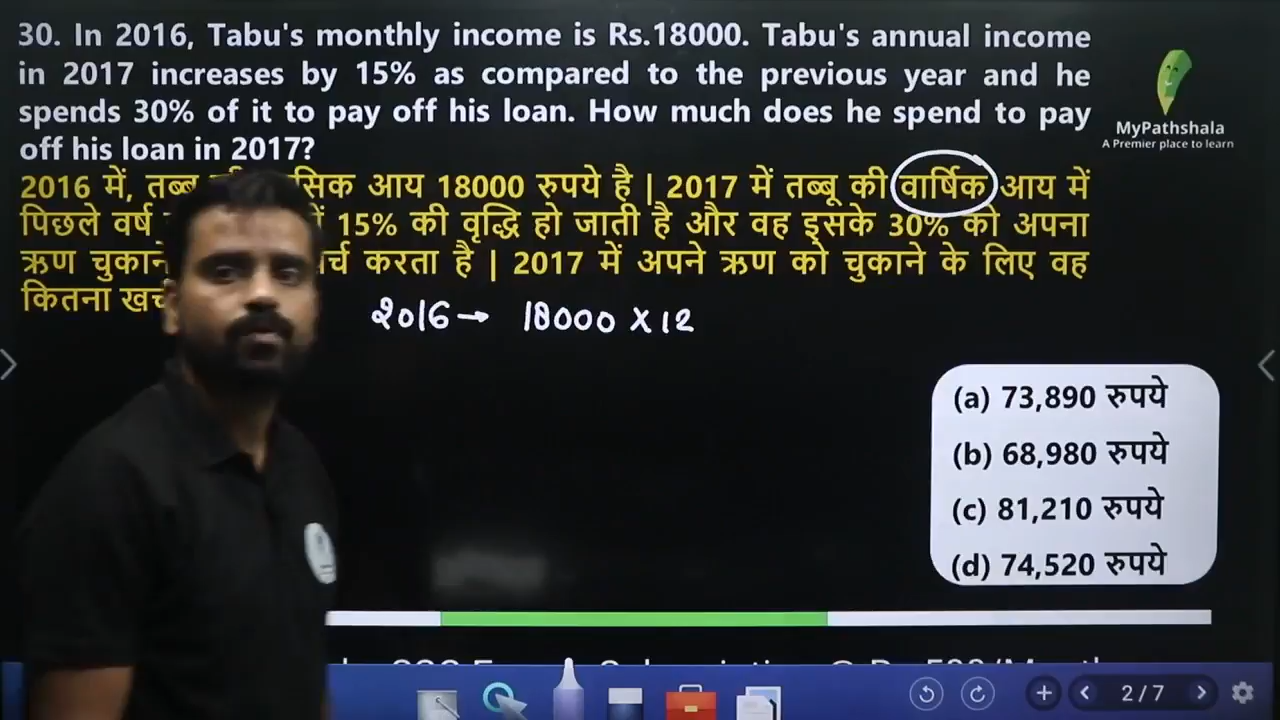 30. In 2016, Tabu's monthly income is Rs.18000. Tabu's annual income
in 2017 increases by 15% as compared to the previous year and he
spends 30% of it to pay off his loan. How much does he spend to pay
off his loan in 2017?
MyPathshala
A Premier place to learn
2016 में, तब्बू आय 18000 रुपये है | 2017 में तब्बू की वार्षिक आय में
पिछले वर्ष 15% की वृद्धि हो जाती है और वह इसके 30% को अपना
ऋण चुकाने करता है | 2017 में अपने ऋण को चुकाने के लिए वह
कितना
2016→ 18000 X 12
(a) 73,890 रुपये
(b) 68,980 रुपये
(c) 81,210 रुपये
(d) 74,520 रुपये
2 / 7